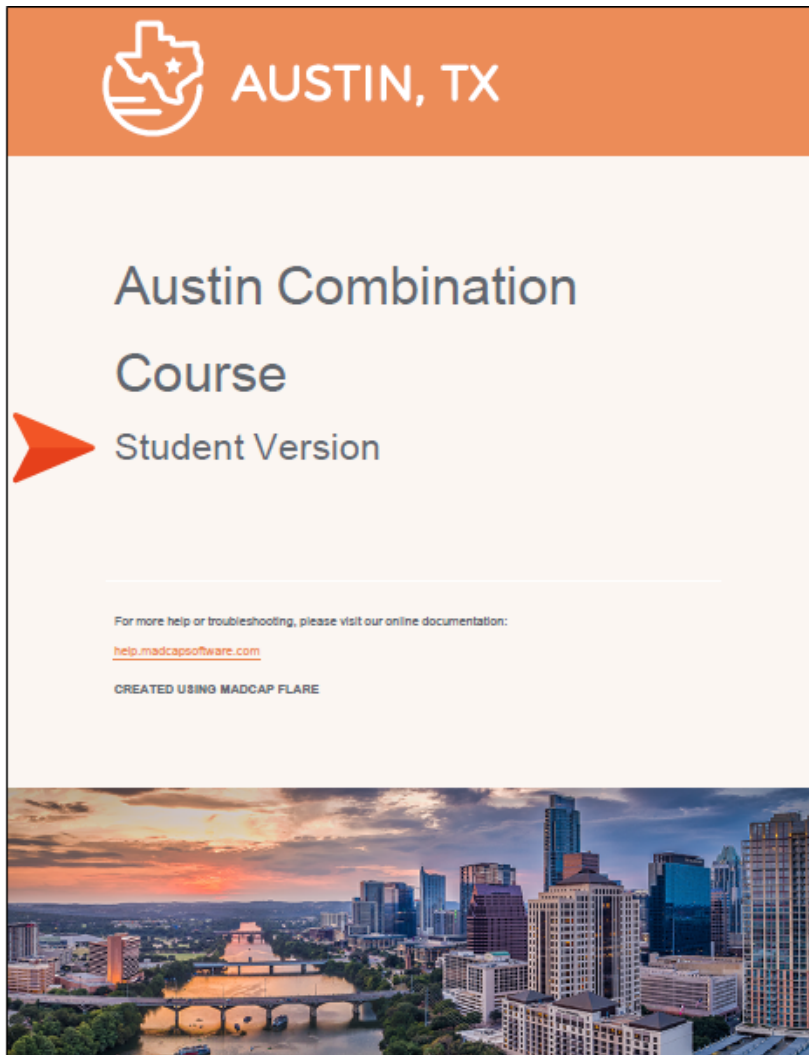 AUSTIN, TX
Austin Combination
Course
Student Version
For more help or troubleshooting, please visit our online documentation:
help.madcapsoftware.com
CREATED USING MADCAP FLARE